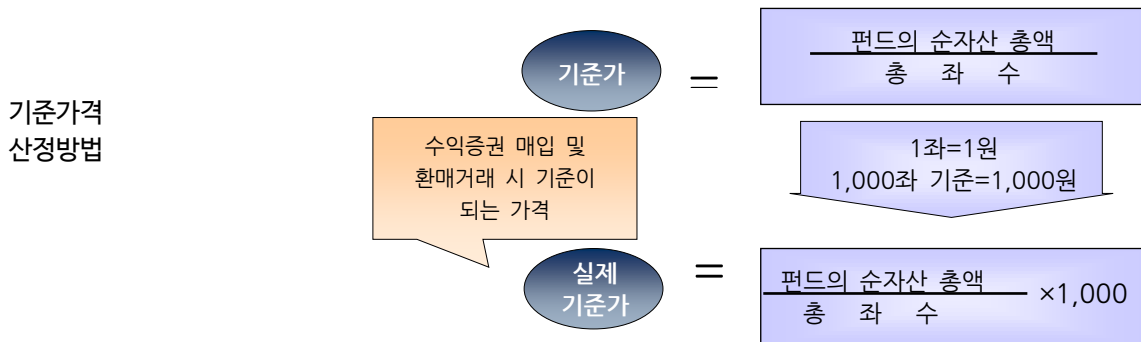 기준가격
산정방법
기준가
=
펀드의 순자산 총액
총 좌 수
수익증권 매입 및
환매거래 시 기준이
되는 가격
1좌=1원
1,000좌 기준=1,000원
실제
기준가
=
펀드의 순자산 총액
총 좌 수
×1,000